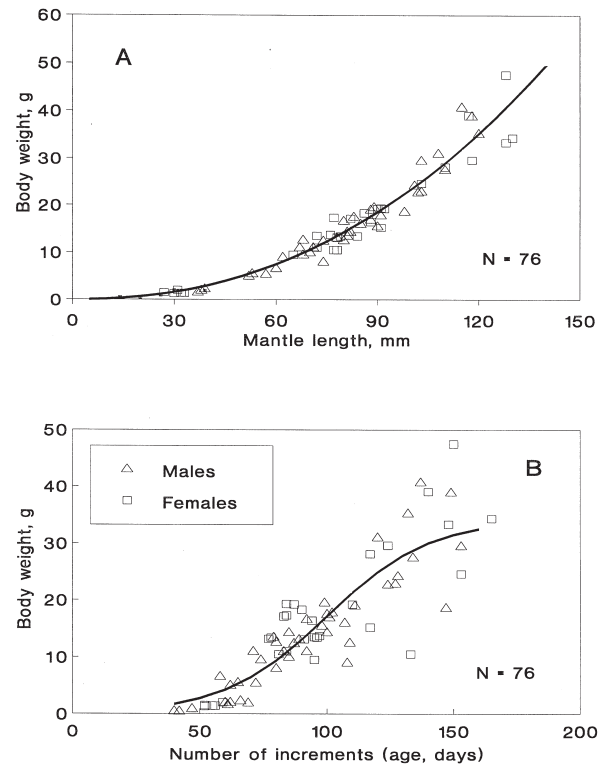 60
50
40
30
20
10
0
Body weight, g
A
N = 76
0 30 60 90 120 150
Mantle length, mm
50
40
30
20
10
0
Body weight, g
Males
Females
B
N = 76
0 50 100 150 200
Number of increments (age, days)